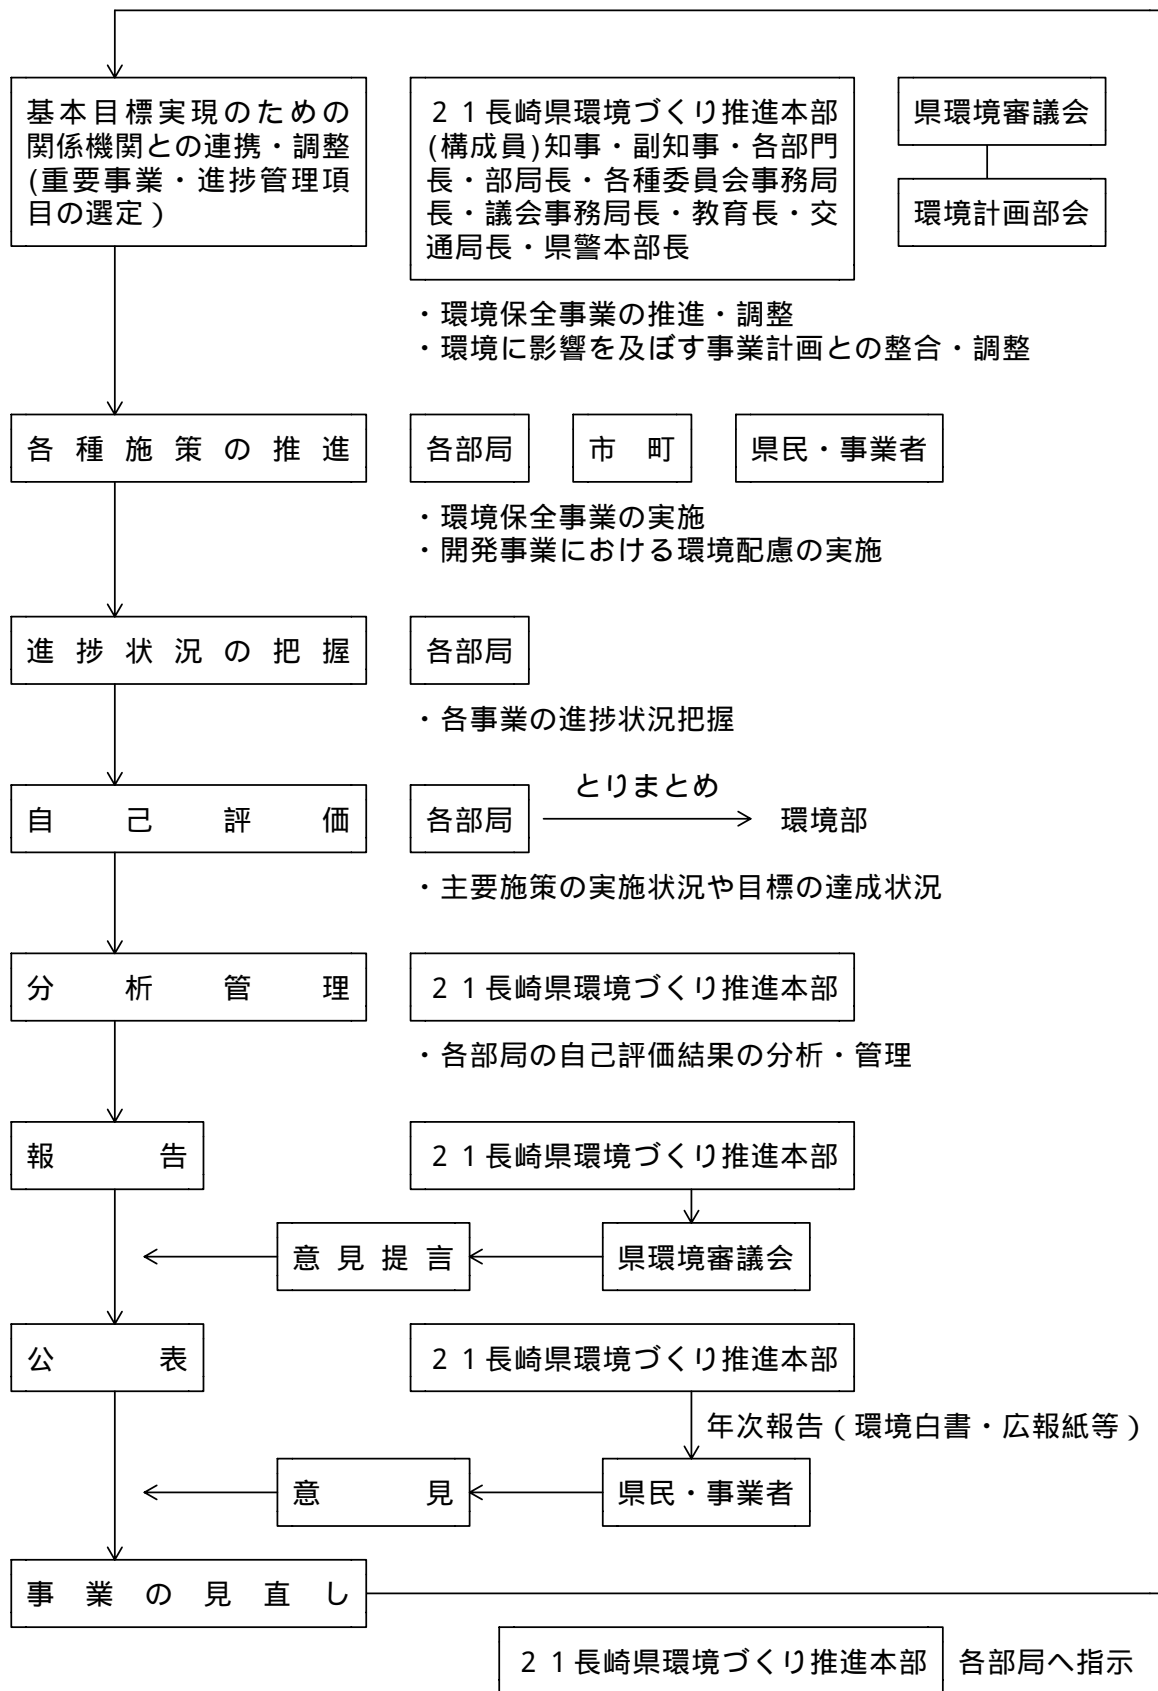 基本目標実現のための
関係機関との連携・調整
(重要事業・進捗管理項
目の選定）
２１長崎県環境づくり推進本部
(構成員)知事・副知事・各部門
長・部局長・各種委員会事務局
長・議会事務局長・教育長・交
通局長・県警本部長
県環境審議会
環境計画部会
・環境保全事業の推進・調整
・環境に影響を及ぼす事業計画との整合・調整
各種施策の推進
各部局
市　町
県民・事業者
・環境保全事業の実施
・開発事業における環境配慮の実施
進捗状況の把握
各部局
・各事業の進捗状況把握
自己評価
各部局
とりまとめ
環境部
・主要施策の実施状況や目標の達成状況
分析管理
２１長崎県環境づくり推進本部
・各部局の自己評価結果の分析・管理
報告
２１長崎県環境づくり推進本部
意見提言
県環境審議会
公表
２１長崎県環境づくり推進本部
年次報告（環境白書・広報紙等）
意見
県民・事業者
事業の見直し
２１長崎県環境づくり推進本部
各部局へ指示